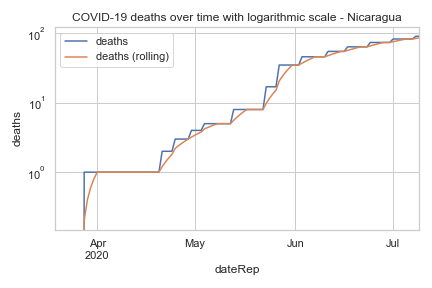 COVID-19 deaths over time with logarithmic scale - Nicaragua
deaths
deaths (rolling)
10²
10¹
10⁰
deaths
Apr
2020
May
Jun
Jul
dateRep